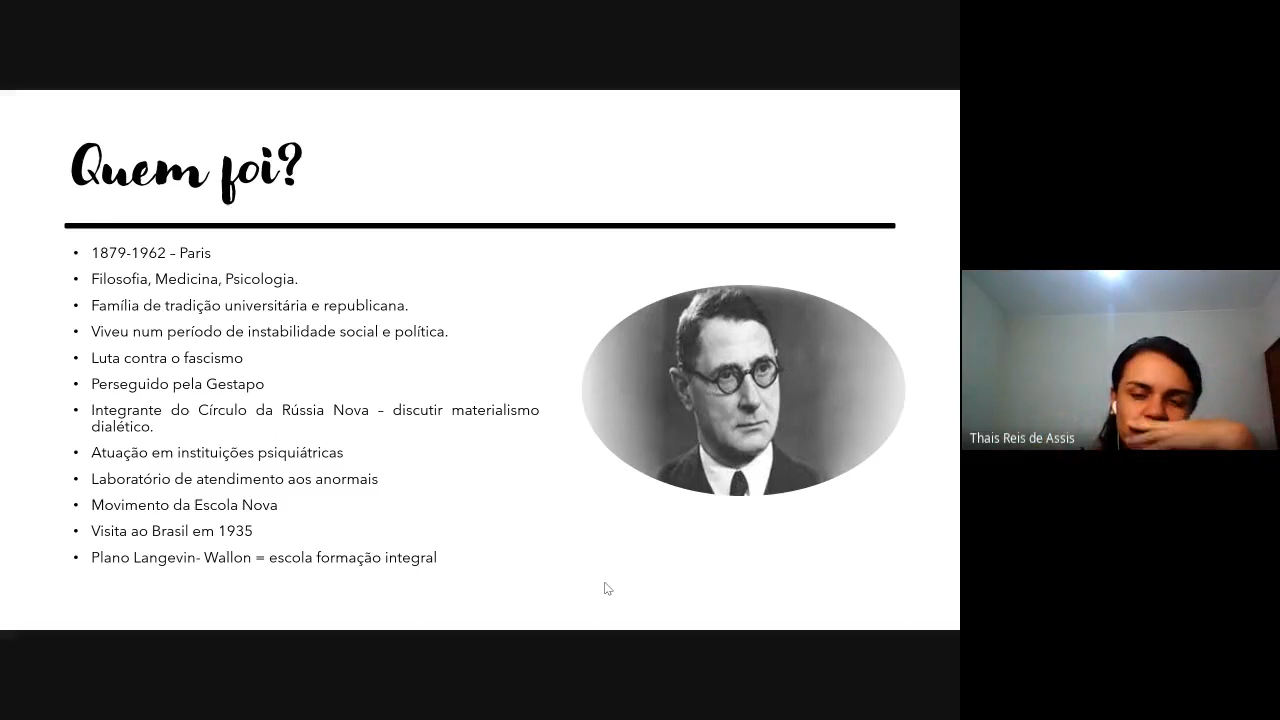 Quem foi?
• 1879-1962 – Paris
• Filosofia, Medicina, Psicologia.
• Família de tradição universitária e republicana.
• Viveu num período de instabilidade social e política.
• Luta contra o fascismo
• Perseguido pela Gestapo
• Integrante do Círculo da Rússia Nova – discutir materialismo
dialético.
• Atuação em instituições psiquiátricas
• Laboratório de atendimento aos anormais
• Movimento da Escola Nova
• Visita ao Brasil em 1935
• Plano Langevin- Wallon = escola formação integral
Thais Reis de Assis